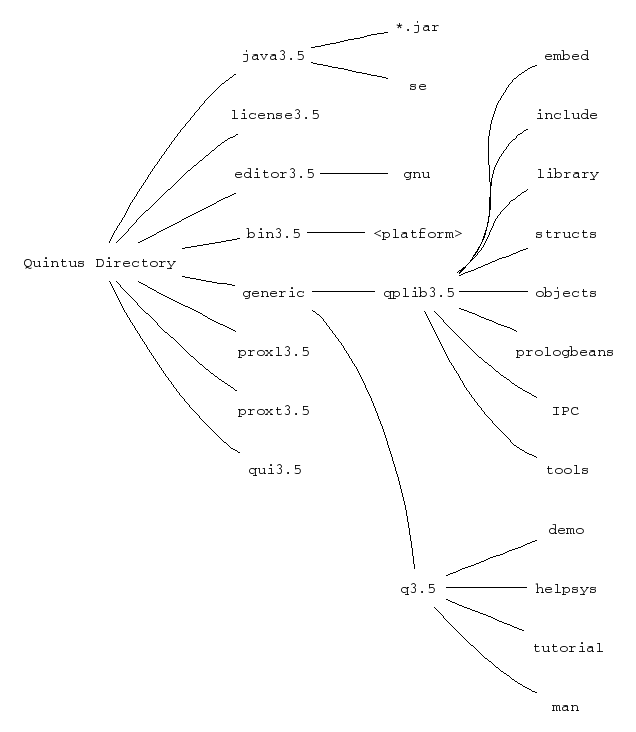 *.jar
java3.5
embed
se
license3.5
include
editor3.5
gnu
library
bin3.5
<platform>
structs
Quintus Directory
generic
qplib3.5
objects
proxl3.5
prologbeans
proxt3.5
IPC
qui3.5
tools
demo
q3.5
helpsys
tutorial
man